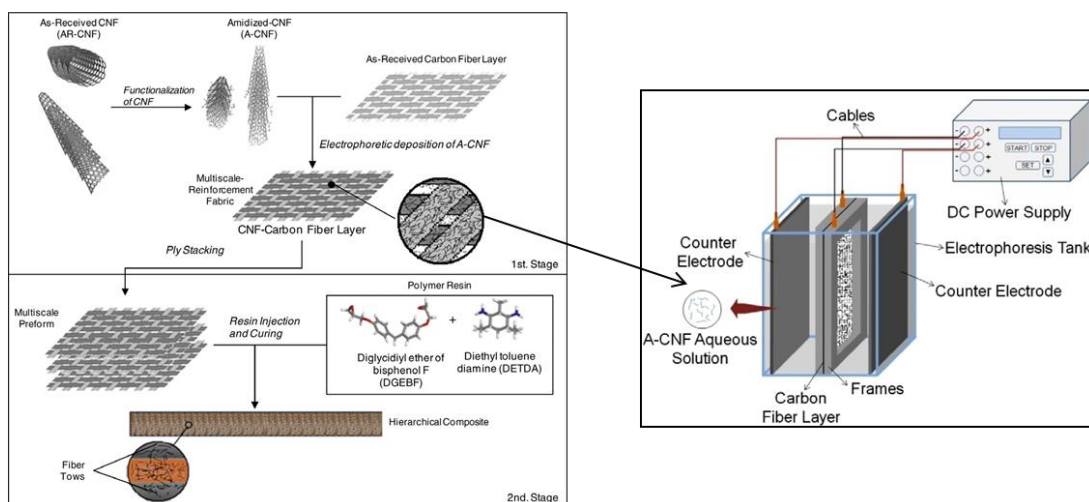 As-Received CNF
(AR-CNF)
Amidized-CNF
(A-CNF)
As-Received Carbon Fiber Layer
Functionalization
of CNF
Electrophoretic deposition of A-CNF
Multiscale-
Reinforcement
Fabric
CNF-Carbon Fiber Layer
Ply Stacking
1st. Stage
Multiscale
Preform
Resin Injection
and Curing
Polymer Resin
+
Diglycidiyl ether of
bisphenol F
(DGEBF)
Diethyl toluene
diamine (DETDA)
Hierarchical Composite
Fiber
Tows
2nd. Stage
Cables
- +
- +
- +
- +
START STOP
SET
▲
▼
DC Power Supply
Counter
Electrode
Electrophoresis Tank
Counter Electrode
A-CNF Aqueous
Solution
Frames
Carbon
Fiber Layer